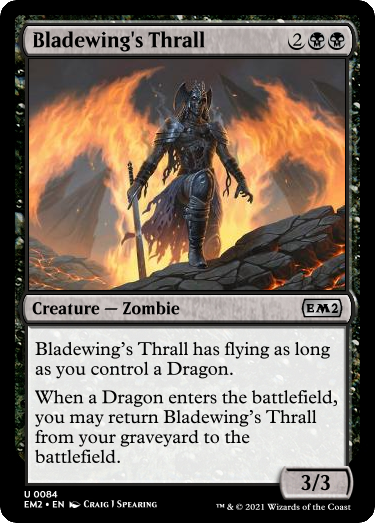 Bladewing's Thrall 2
Creature — Zombie EM2
Bladewing's Thrall has flying as long
as you control a Dragon.
When a Dragon enters the battlefield,
you may return Bladewing's Thrall
from your graveyard to the
battlefield.
3/3
U 0084
EM2 • EN Craig J Spearing
™ & © 2021 Wizards of the Coast